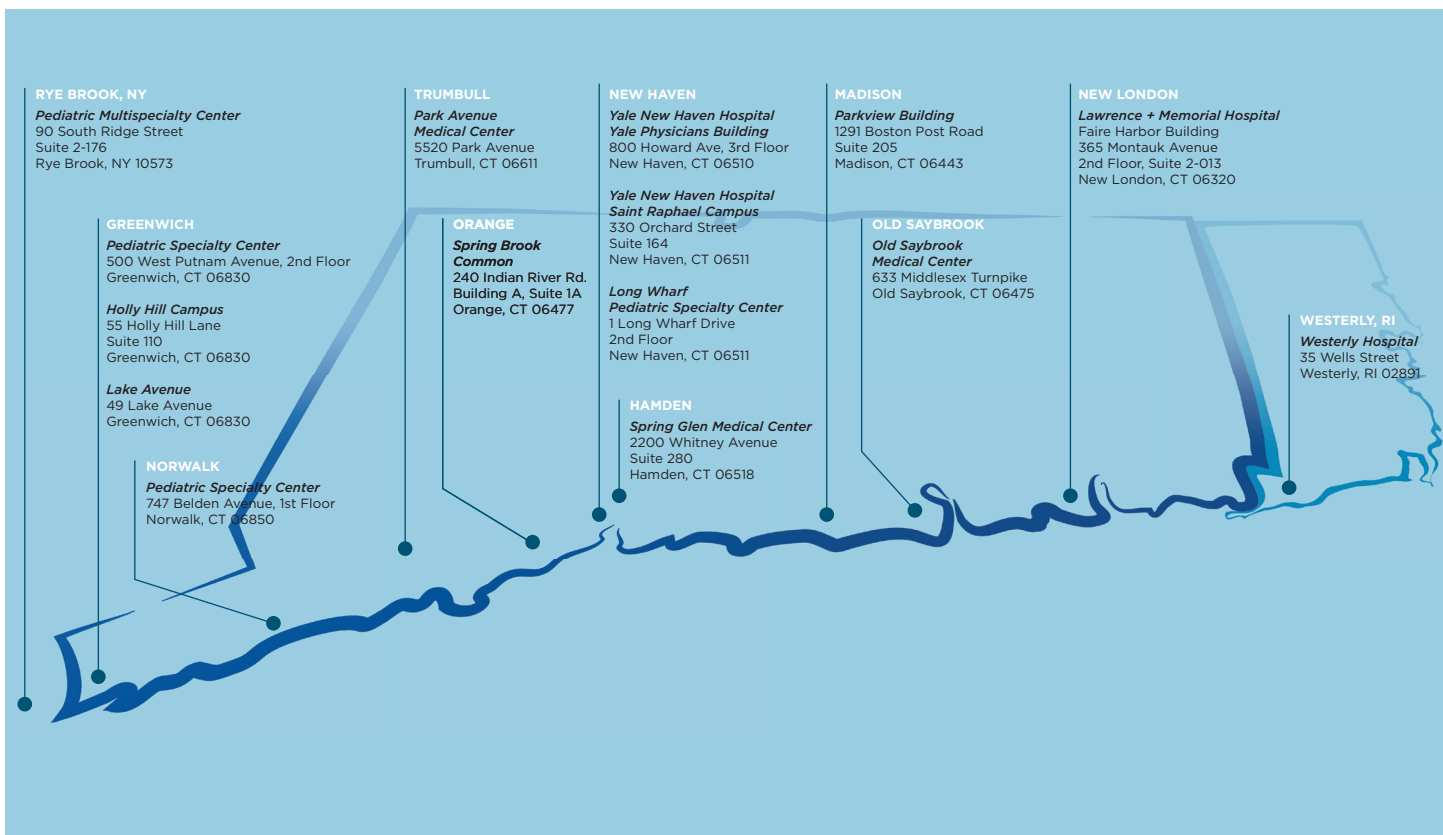 RYE BROOK, NY
Pediatric Multispecialty Center
90 South Ridge Street
Suite 2-176
Rye Brook, NY 10573
GREENWICH
Pediatric Specialty Center
500 West Putnam Avenue, 2nd Floor
Greenwich, CT 06830
Holly Hill Campus
55 Holly Hill Lane
Suite 110
Greenwich, CT 06830
Lake Avenue
49 Lake Avenue
Greenwich, CT 06830
NORWALK
Pediatric Specialty Center
747 Belden Avenue, 1st Floor
Norwalk, CT 06850
TRUMBULL
Park Avenue
Medical Center
5520 Park Avenue
Trumbull, CT 06611
ORANGE
Spring Brook
Common
240 Indian River Rd.
Building A, Suite 1A
Orange, CT 06477
NEW HAVEN
Yale New Haven Hospital
Yale Physicians Building
800 Howard Ave, 3rd Floor
New Haven, CT 06510
Yale New Haven Hospital
Saint Raphael Campus
330 Orchard Street
Suite 164
New Haven, CT 06511
Long Wharf
Pediatric Specialty Center
1 Long Wharf Drive
2nd Floor
New Haven, CT 06511
HAMDEN
Spring Glen Medical Center
2200 Whitney Avenue
Suite 280
Hamden, CT 06518
MADISON
Parkview Building
1291 Boston Post Road
Suite 205
Madison, CT 06443
OLD SAYBROOK
Old Saybrook
Medical Center
633 Middlesex Turnpike
Old Saybrook, CT 06475
NEW LONDON
Lawrence + Memorial Hospital
Faire Harbor Building
365 Montauk Avenue
2nd Floor, Suite 2-013
New London, CT 06320
WESTERLY, RI
Westerly Hospital
35 Wells Street
Westerly, RI 02891